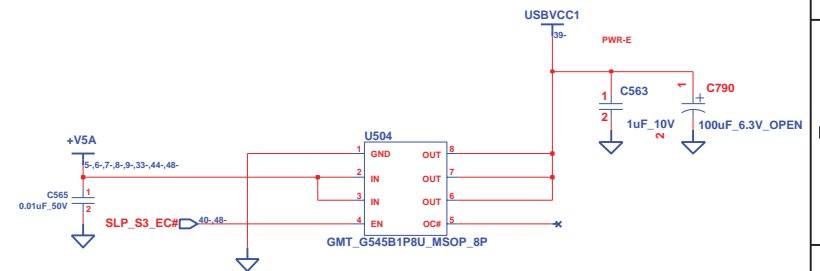 USBVCC1
39-
PWR-E
1
C563
2
1uF_10V
1
C790
2
100uF_6.3V_OPEN
+V5A
5-,6-,7-,8-,9-,33-,44-,48-
C565
0.01uF_50V
1
2
SLP_S3_EC#
40-,48-
U504
1 GND OUT 8
2 IN OUT 7
3 IN OUT 6
4 EN OC# 5
GMT_G545B1P8U_MSOP_8P